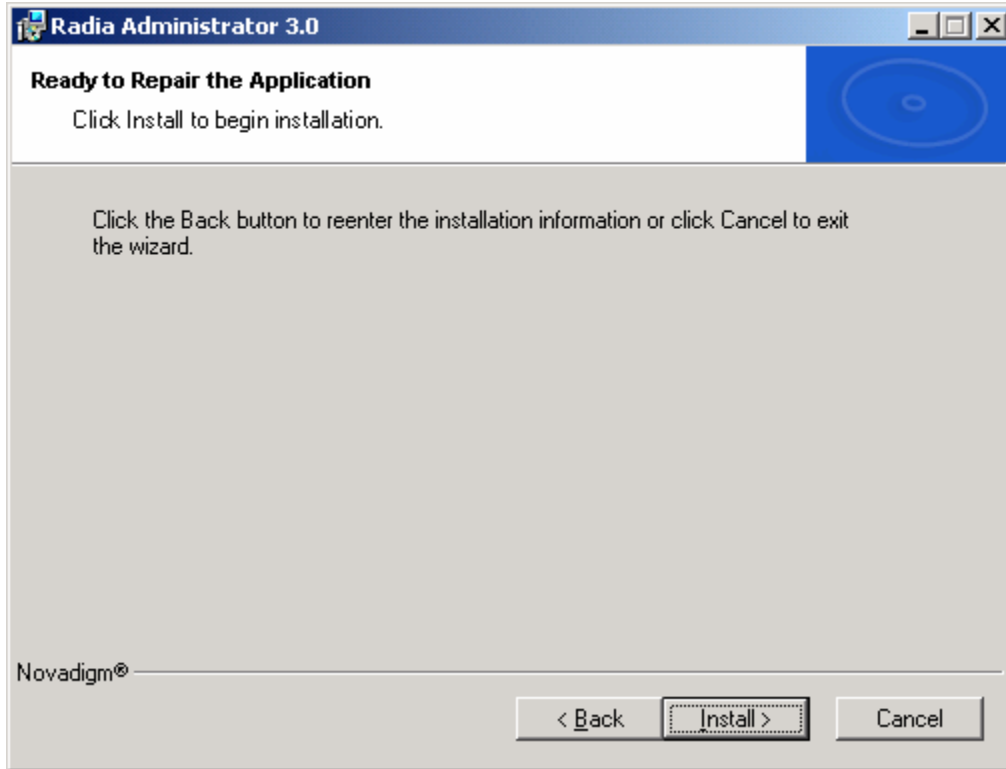 Radia Administrator 3.0
Ready to Repair the Application
Click Install to begin installation.
Click the Back button to reenter the installation information or click Cancel to exit
the wizard.
Novadigm®
< Back
Install >
Cancel